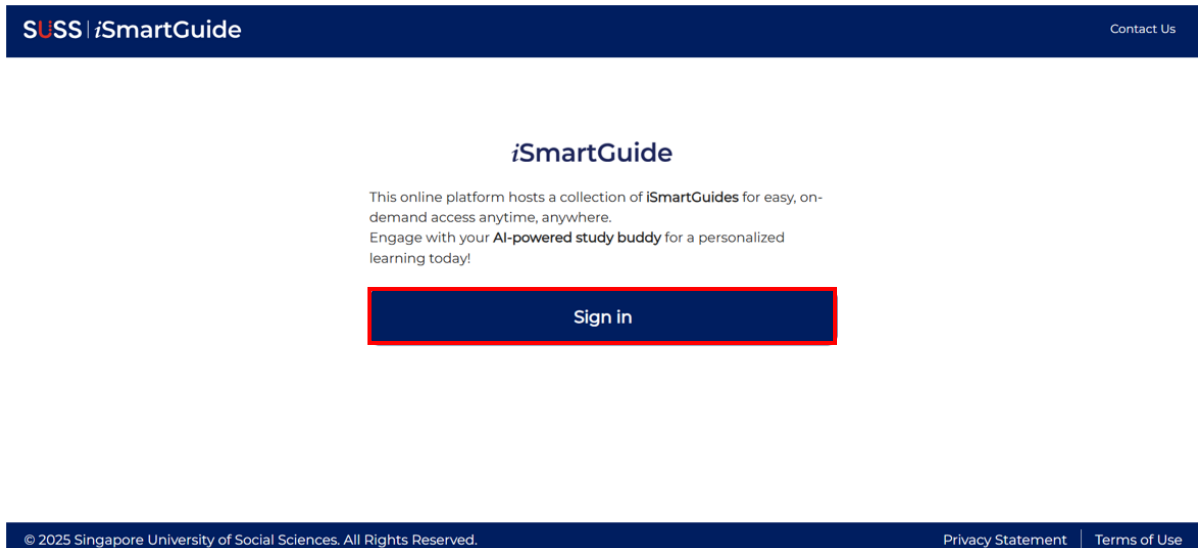 SUSS | iSmartGuide
Contact Us
iSmartGuide
This online platform hosts a collection of iSmartGuides for easy, on-
demand access anytime, anywhere.
Engage with your AI-powered study buddy for a personalized
learning today!
Sign in
© 2025 Singapore University of Social Sciences. All Rights Reserved.
Privacy Statement | Terms of Use